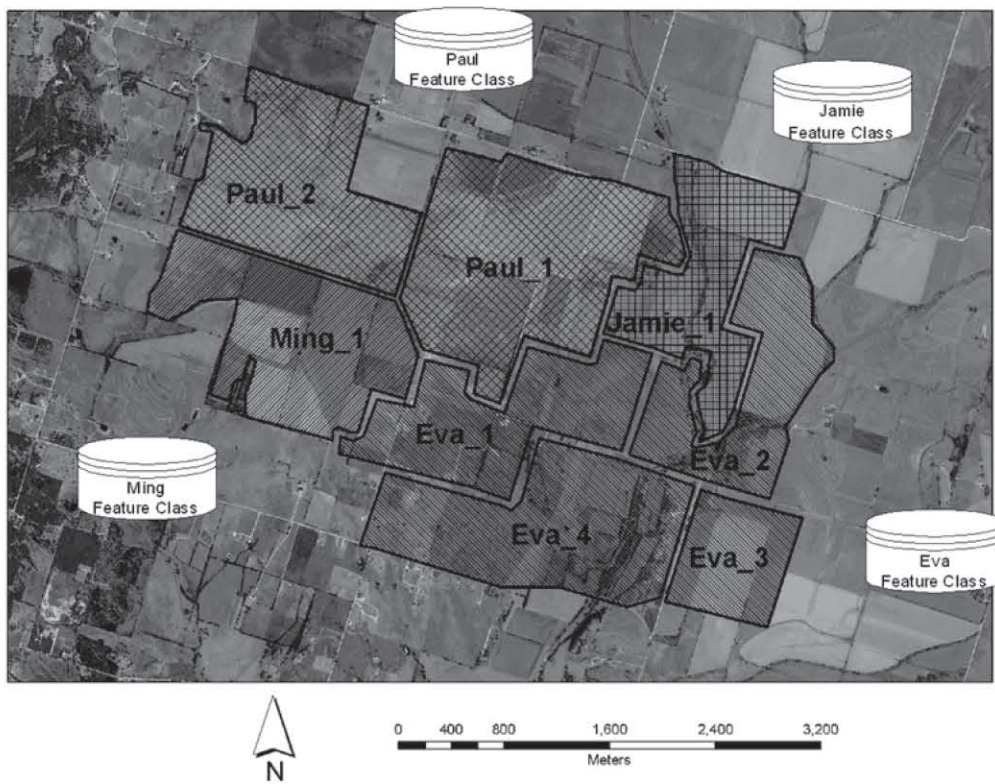 Paul
Feature Class
Jamie
Feature Class
Paul_2
Paul_1
Jamie_1
Ming_1
Eva_1
Eva_2
Ming
Feature Class
Eva_4
Eva_3
Eva
Feature Class
0 400 800 1,600 2,400 3,200
Meters
N